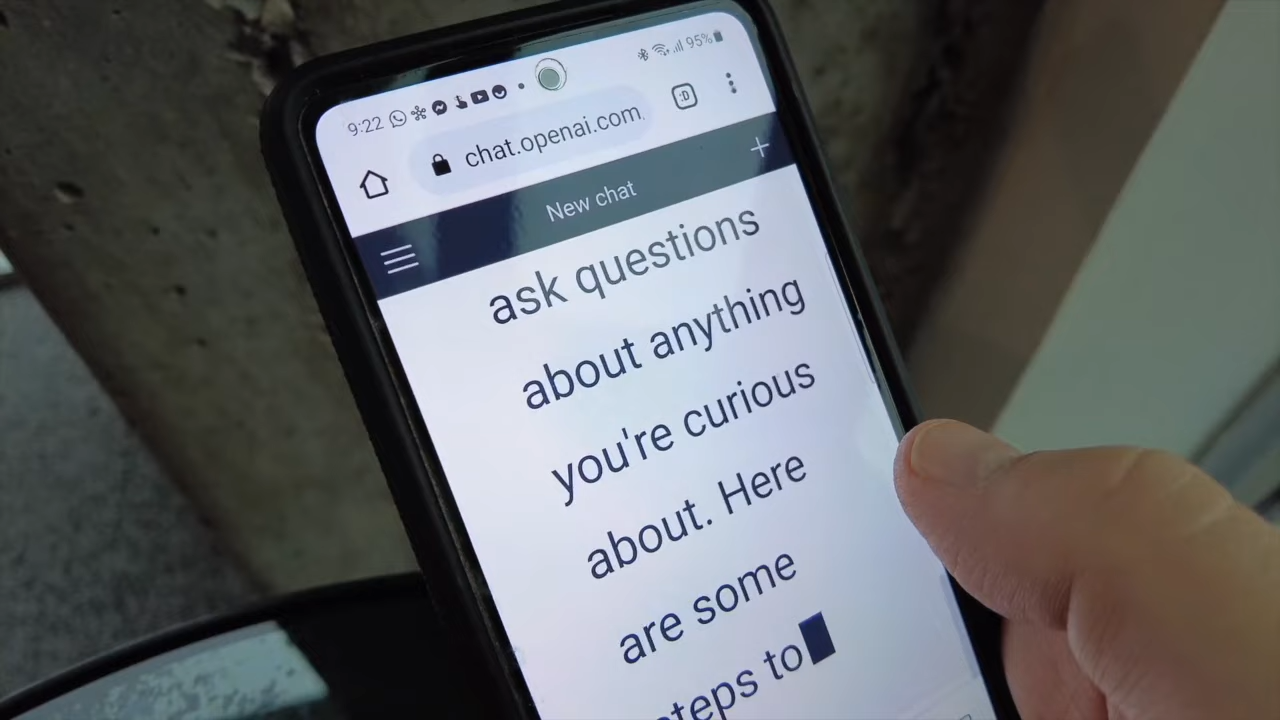 9:22 95%
chat.openai.com
:D
New chat
ask questions
about anything
you're curious
about. Here
are some
steps to